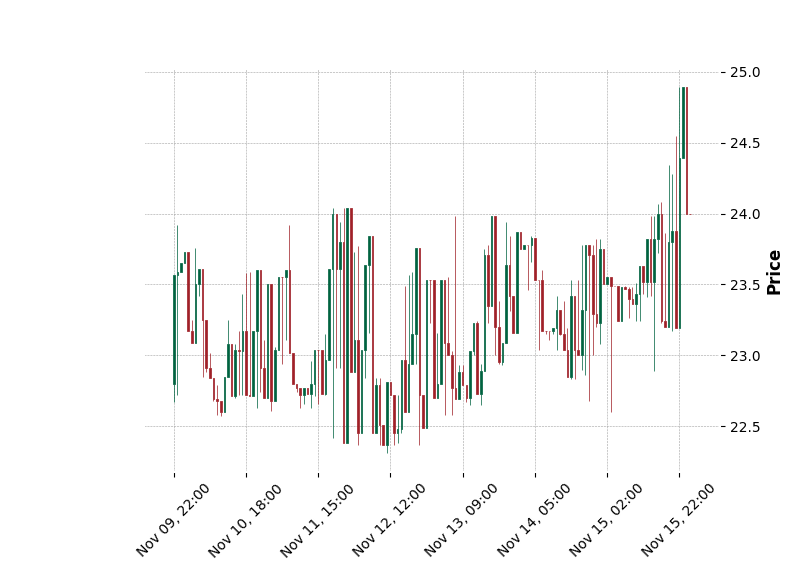 25.0
24.5
24.0
23.5
23.0
22.5
Price
Nov 09, 22:00
Nov 10, 18:00
Nov 11, 15:00
Nov 12, 12:00
Nov 13, 09:00
Nov 14, 05:00
Nov 15, 02:00
Nov 15, 22:00